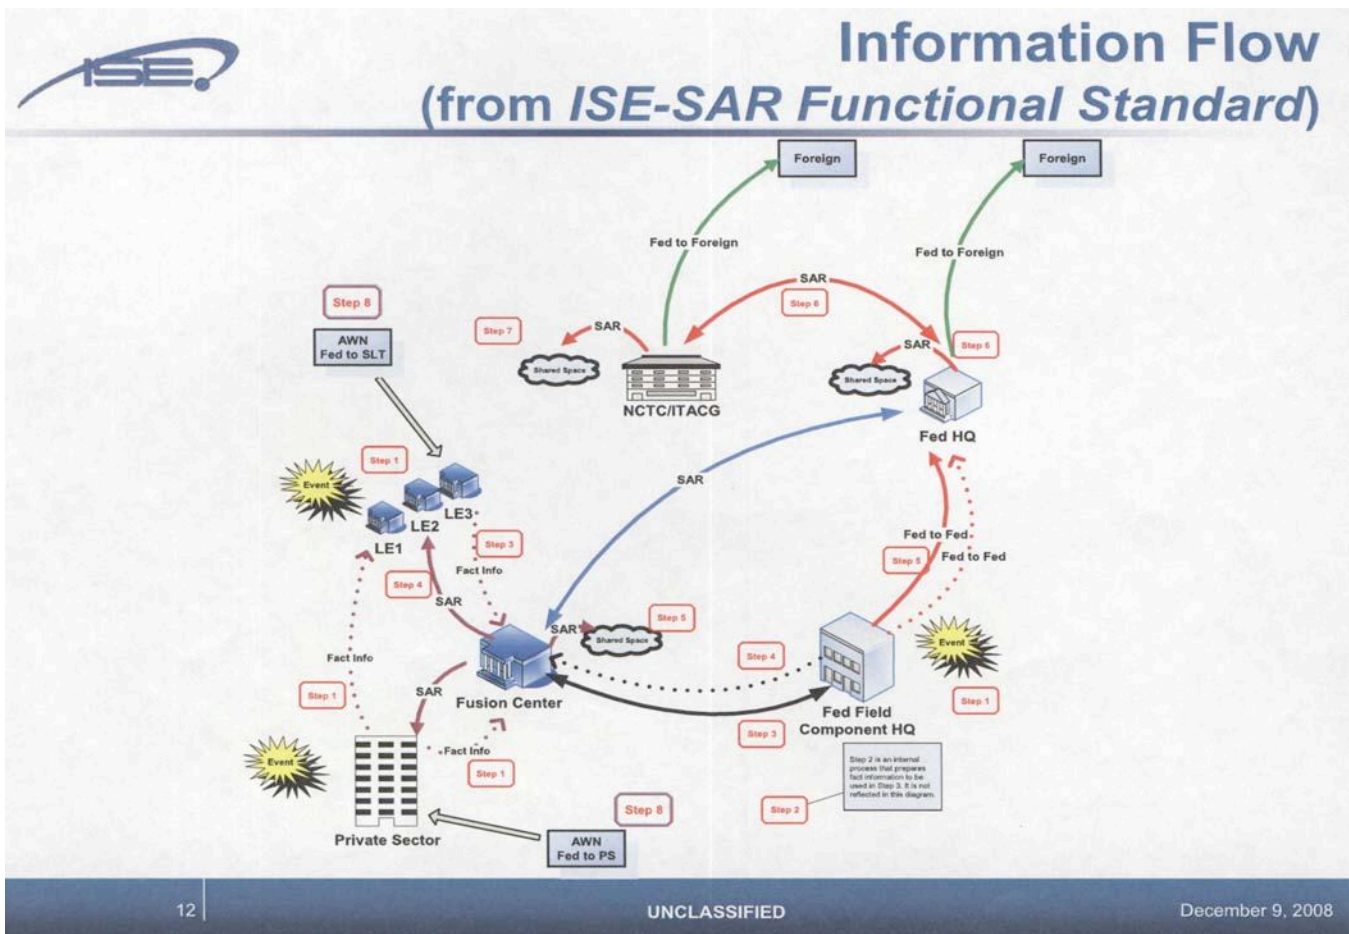 ISE
Information Flow
(from ISE-SAR Functional Standard)
Foreign
Foreign
Fed to Foreign
Fed to Foreign
SAR
Step 6
Step 8
AWN
Fed to SLT
Step 7
SAR
Shared Space
NCTC/ITACG
SAR
Step 6
Shared Space
Fed HQ
Step 1
Event
LE1
LE2
LE3
SAR
Step 3
Fact Info
Step 4
SAR
Fed to Fed
Step 5
Fed to Fed
SAR
Shared Space
Step 5
Fusion Center
Fact Info
Step 1
SAR
Step 4
Event
Step 1
Fed Field
Component HQ
Step 3
Event
Fact Info
Step 1
Step 2 is an internal
process that prepares
fact information to be
used in Step 3. It is not
reflected in this diagram.
Step 2
Private Sector
Step 8
AWN
Fed to PS
12
UNCLASSIFIED
December 9, 2008